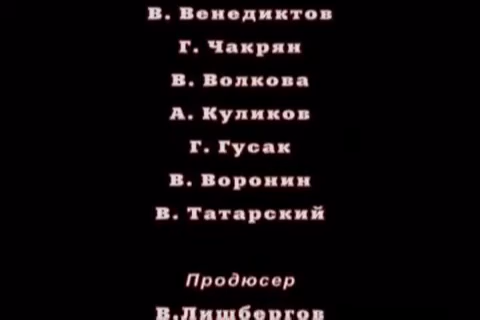 В. Венедиктов
Г. Чакрян
В. Волкова
А. Куликов
Г. Гусак
В. Воронин
В. Татарский
Продюсер
В.Лишбергов